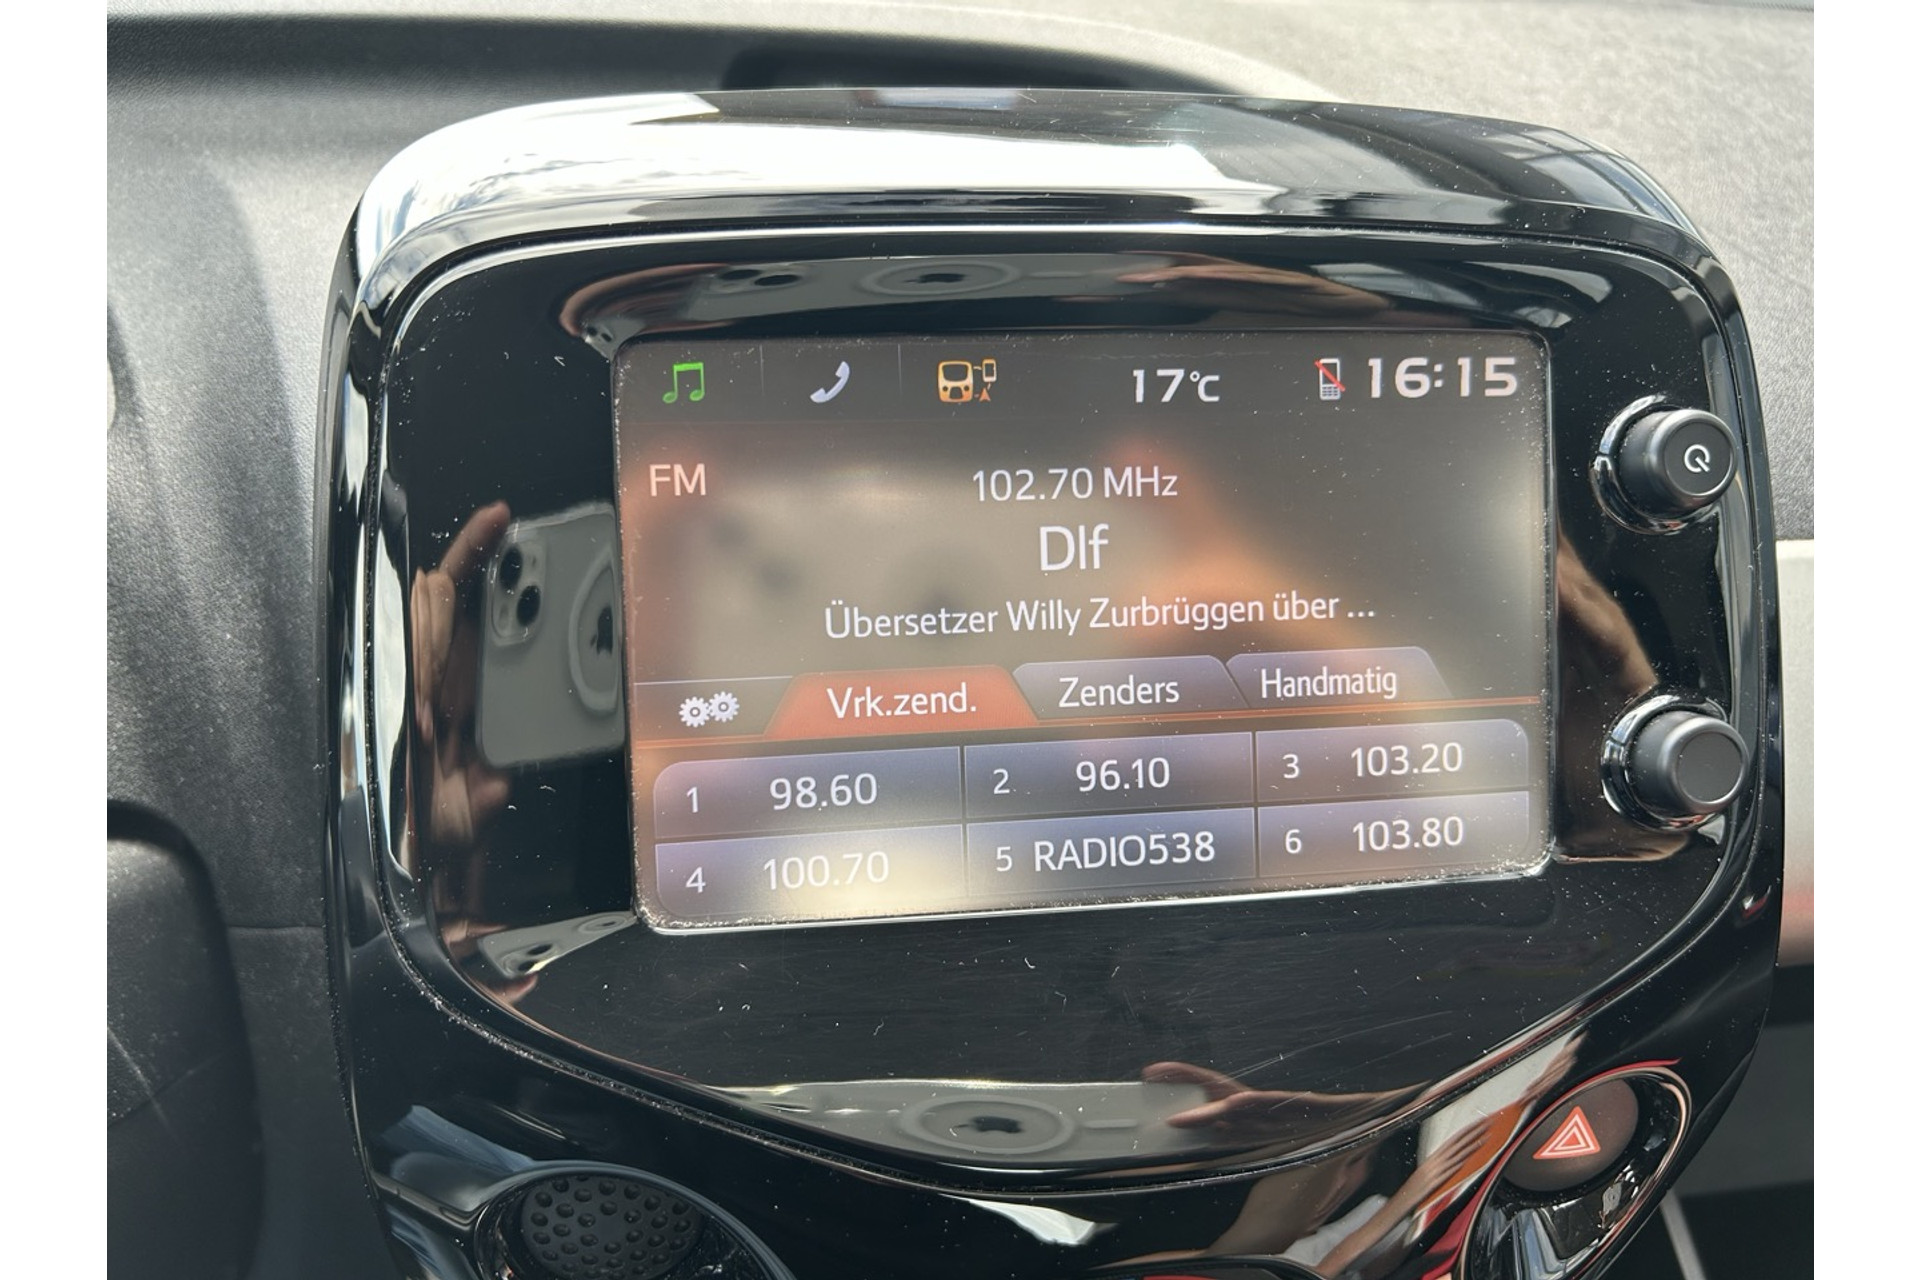 17°C 16:15
FM 102.70 MHz
Dlf
Übersetzer Willy Zurbrüggen über ...
Vrk.zend. Zenders Handmatig
1 98.60 2 96.10 3 103.20
4 100.70 5 RADIO538 6 103.80